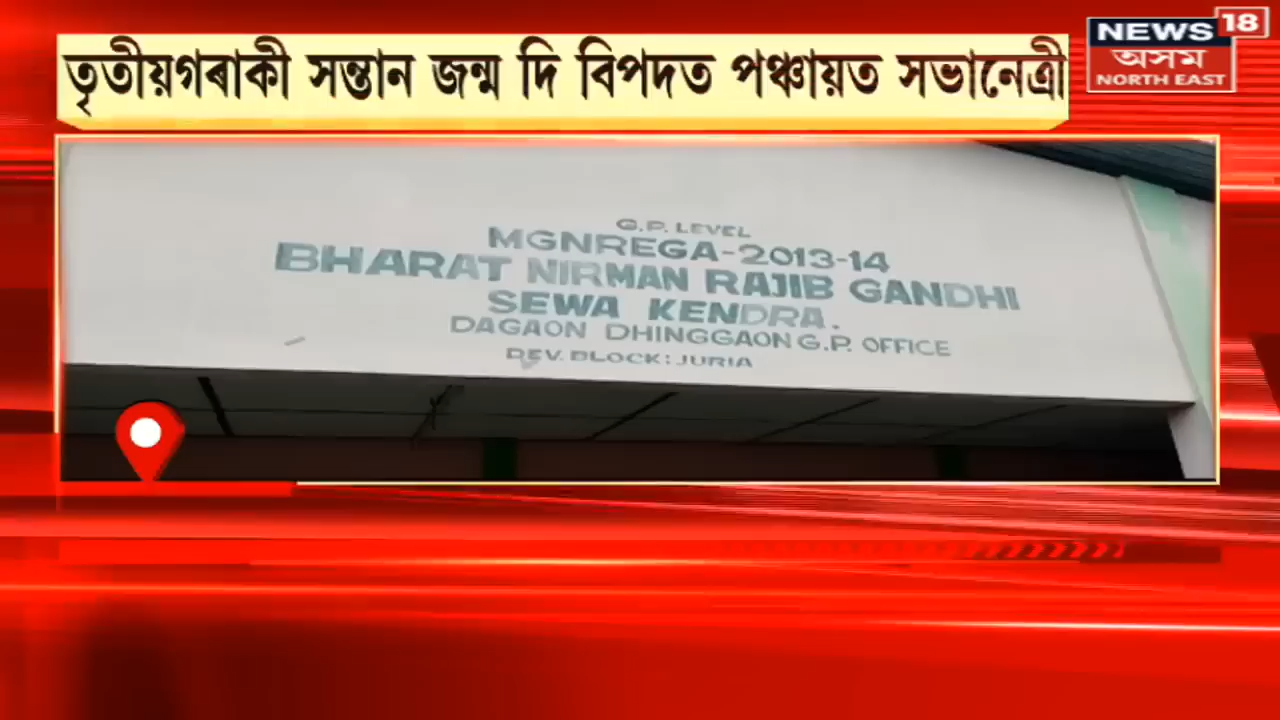 তৃতীয়গৰাকী সন্তান জন্ম দি বিপদত পঞ্চায়ত সভানেত্ৰী
NEWS 18
অসম
NORTH EAST
G.P. LEVEL
MGNREGA-2013-14
BHARAT NIRMAN RAJIB GANDHI
SEWA KENDRA.
DAGAON DHINGGAON G.P. OFFICE
DEV. BLOCK: JURIA